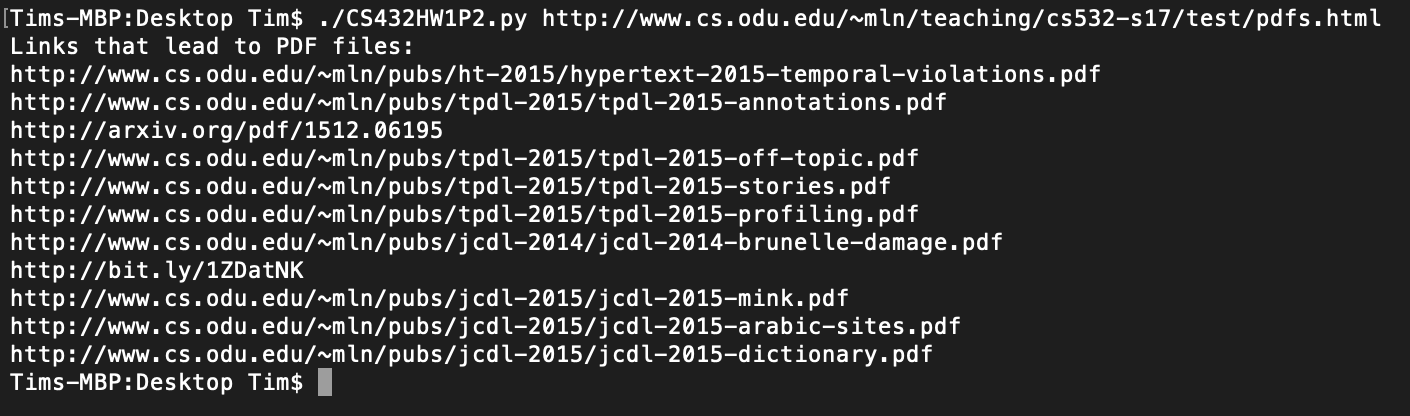 [Tims-MBP:Desktop Tim$ ./CS432HW1P2.py http://www.cs.odu.edu/~mln/teaching/cs532-s17/test/pdfs.html
Links that lead to PDF files:
http://www.cs.odu.edu/~mln/pubs/ht-2015/hypertext-2015-temporal-violations.pdf
http://www.cs.odu.edu/~mln/pubs/tpdl-2015/tpdl-2015-annotations.pdf
http://arxiv.org/pdf/1512.06195
http://www.cs.odu.edu/~mln/pubs/tpdl-2015/tpdl-2015-off-topic.pdf
http://www.cs.odu.edu/~mln/pubs/tpdl-2015/tpdl-2015-stories.pdf
http://www.cs.odu.edu/~mln/pubs/tpdl-2015/tpdl-2015-profiling.pdf
http://www.cs.odu.edu/~mln/pubs/jcdl-2014/jcdl-2014-brunelle-damage.pdf
http://bit.ly/1ZDatNK
http://www.cs.odu.edu/~mln/pubs/jcdl-2015/jcdl-2015-mink.pdf
http://www.cs.odu.edu/~mln/pubs/jcdl-2015/jcdl-2015-arabic-sites.pdf
http://www.cs.odu.edu/~mln/pubs/jcdl-2015/jcdl-2015-dictionary.pdf
Tims-MBP:Desktop Tim$